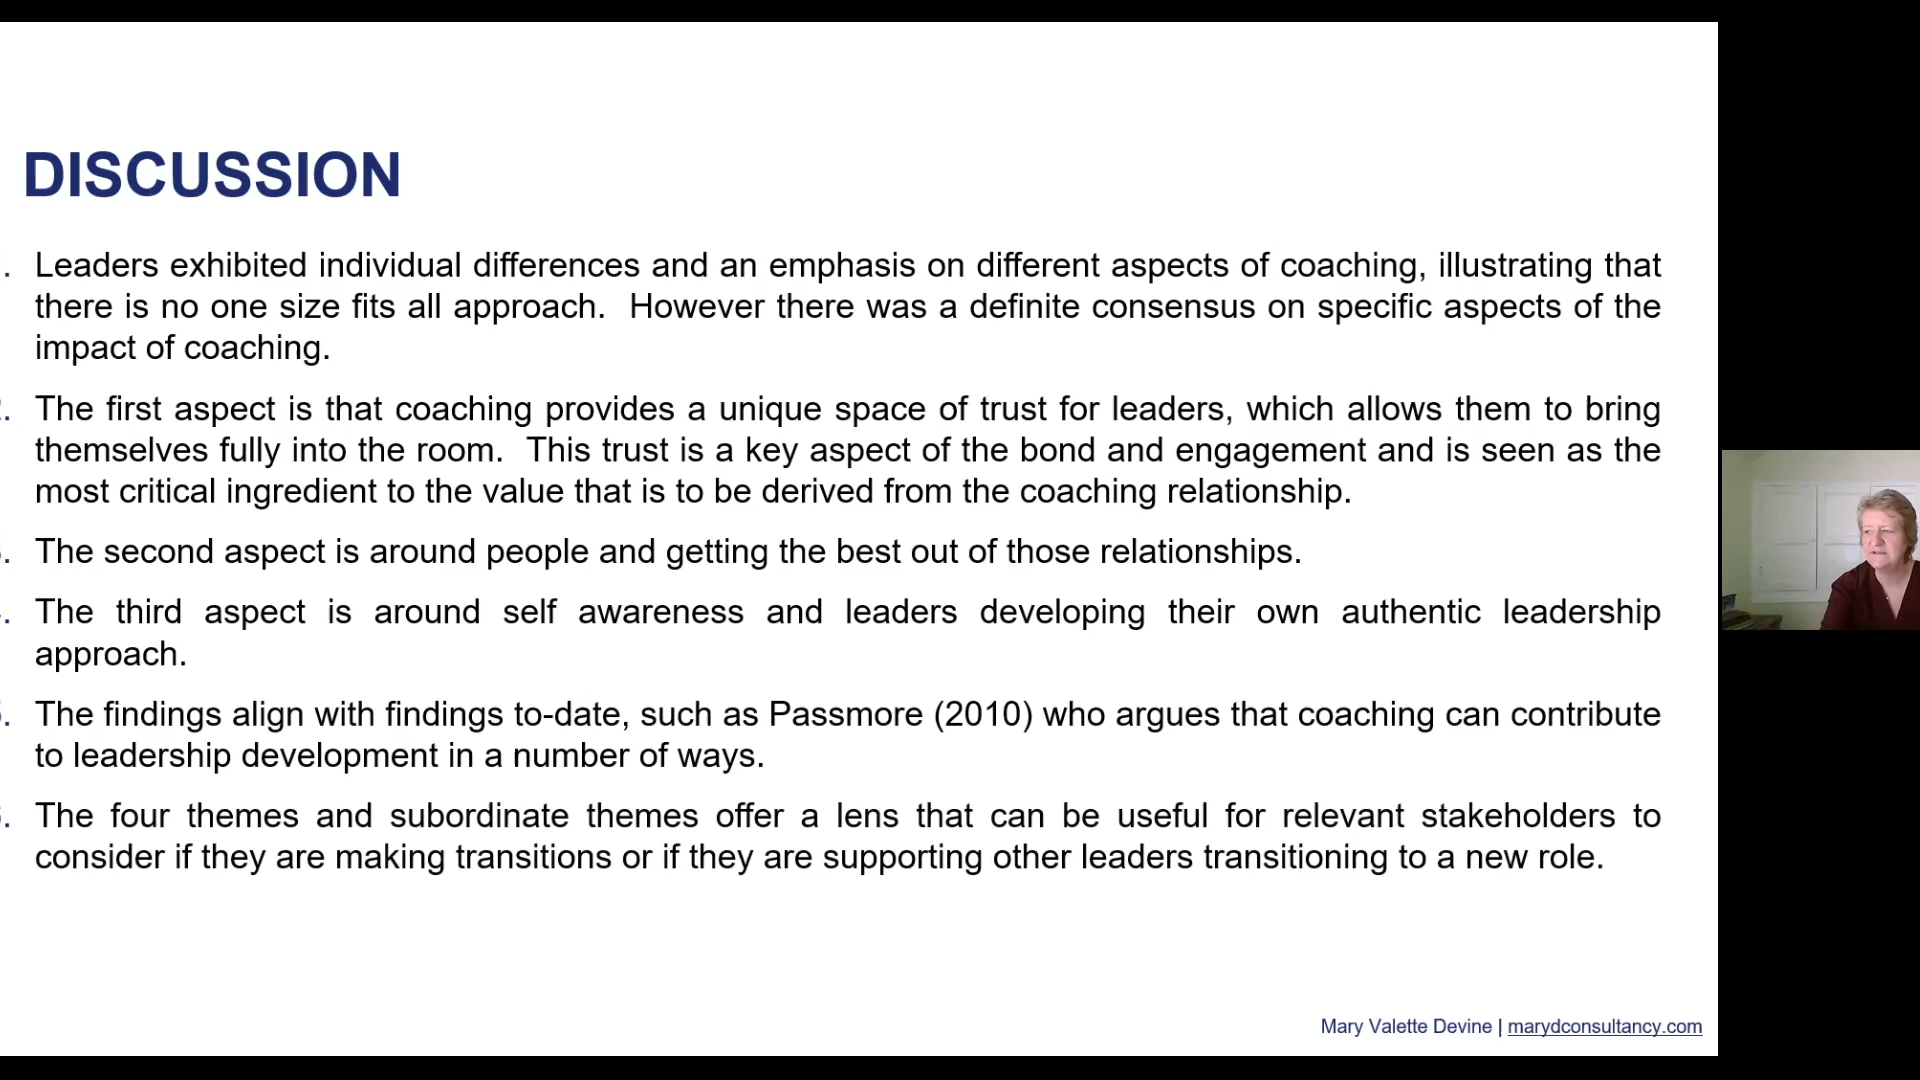 DISCUSSION
. Leaders exhibited individual differences and an emphasis on different aspects of coaching, illustrating that
there is no one size fits all approach.  However there was a definite consensus on specific aspects of the
impact of coaching.
. The first aspect is that coaching provides a unique space of trust for leaders, which allows them to bring
themselves fully into the room.  This trust is a key aspect of the bond and engagement and is seen as the
most critical ingredient to the value that is to be derived from the coaching relationship.
. The second aspect is around people and getting the best out of those relationships.
. The third aspect is around self awareness and leaders developing their own authentic leadership
approach.
. The findings align with findings to-date, such as Passmore (2010) who argues that coaching can contribute
to leadership development in a number of ways.
. The four themes and subordinate themes offer a lens that can be useful for relevant stakeholders to
consider if they are making transitions or if they are supporting other leaders transitioning to a new role.
Mary Valette Devine | marydconsultancy.com